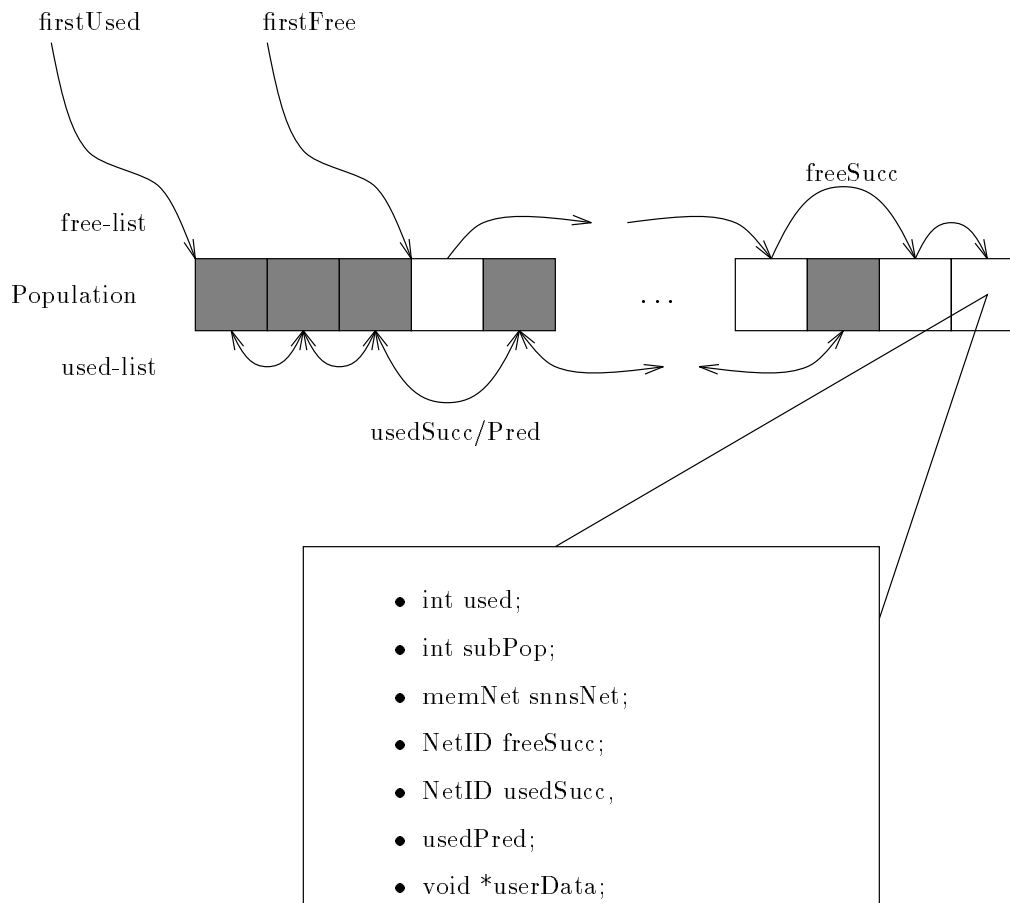 firstUsed
firstFree
freeSucc
free-list
Population
...
used-list
usedSucc/Pred
• int used;
• int subPop;
• memNet snnsNet;
• NetID freeSucc;
• NetID usedSucc,
• usedPred;
• void *userData;